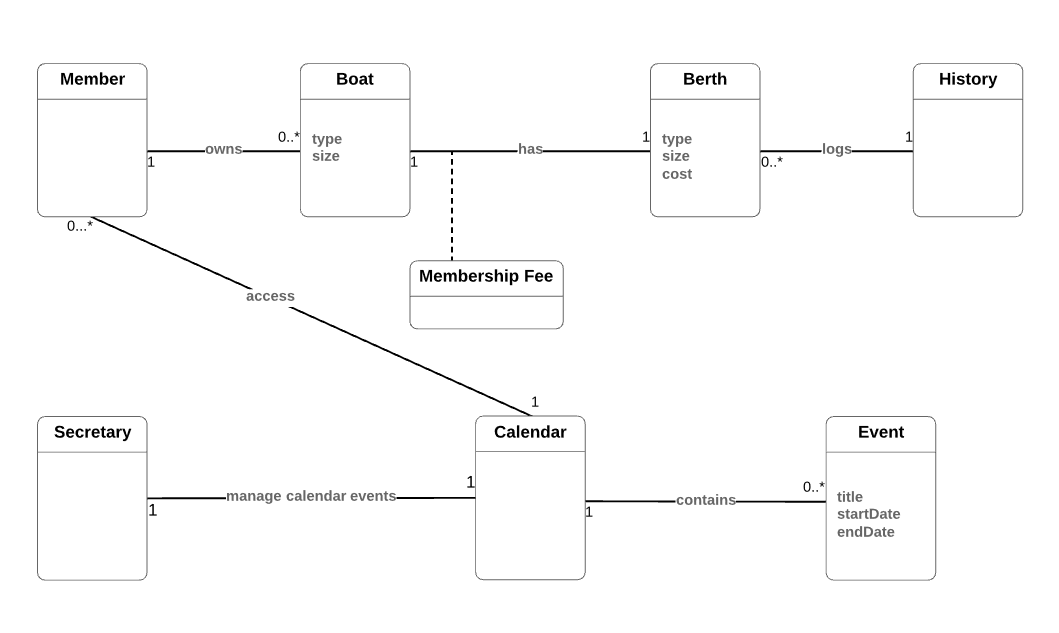 Member
Boat
Berth
History
0..*
1
1
type
type
owns
has
logs
size
size
1
1
0..*
cost
0...*
Membership Fee
access
1
Secretary
Calendar
Event
1
0..*
manage calendar events
contains
title
1
1
startDate
endDate